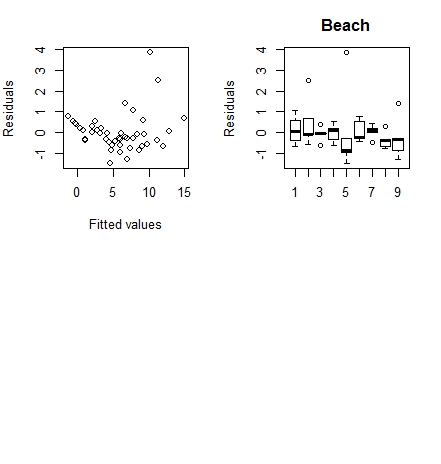 Beach
Residuals
-1 0 1 2 3 4
0 5 10 15
Fitted values
Residuals
-1 0 1 2 3 4
1 3 5 7 9